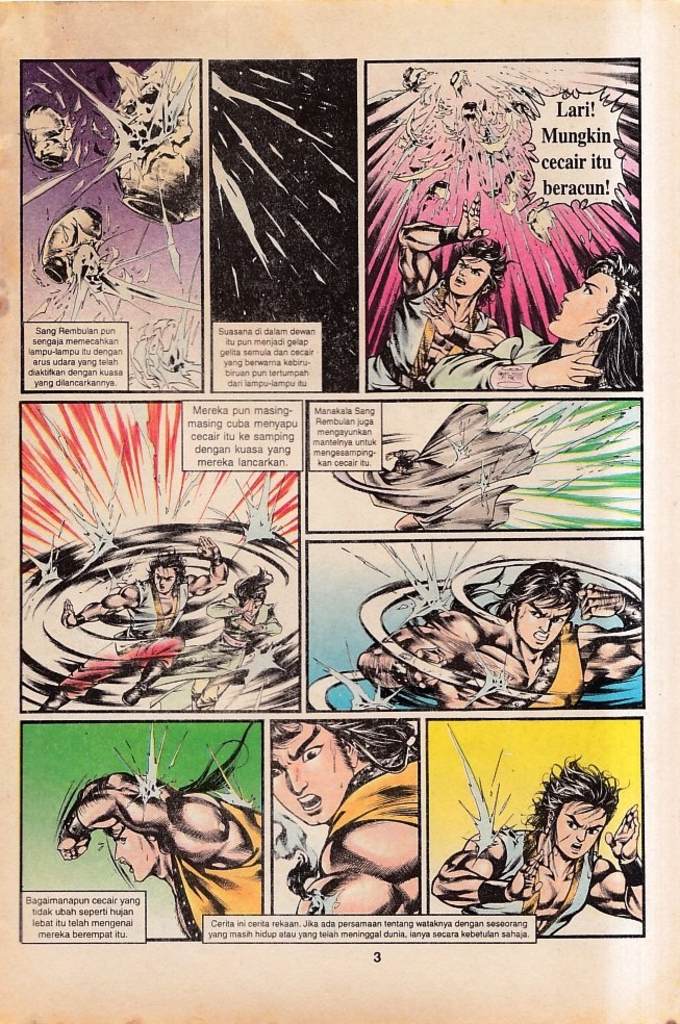 Sang Rembulan pun
sengaja memecahkan
lampu-lampu itu dengan
arus udara yang telah
diaktifkan dengan kuasa
yang dilancarkannya.
Suasana di dalam dewan
itu pun menjadi gelap
gelita semula dan cecair
yang berwarna kebiru-
biruan pun tertumpah
dari lampu-lampu itu
Lari!
Mungkin
cecair itu
beracun!
Mereka pun masing-
masing cuba menyapu
cecair itu ke samping
dengan kuasa yang
mereka lancarkan.
Manakala Sang
Rembulan juga
mengayunkan
mantelnya untuk
mengesamping-
kan cecair itu.
Bagaimanapun cecair yang
tidak ubah seperti hujan
lebat itu telah mengenai
mereka berempat itu.
Cerita ini cerita rekaan. Jika ada persamaan tentang wataknya dengan seseorang
yang masih hidup atau yang telah meninggal dunia, ianya secara kebetulan sahaja.
3